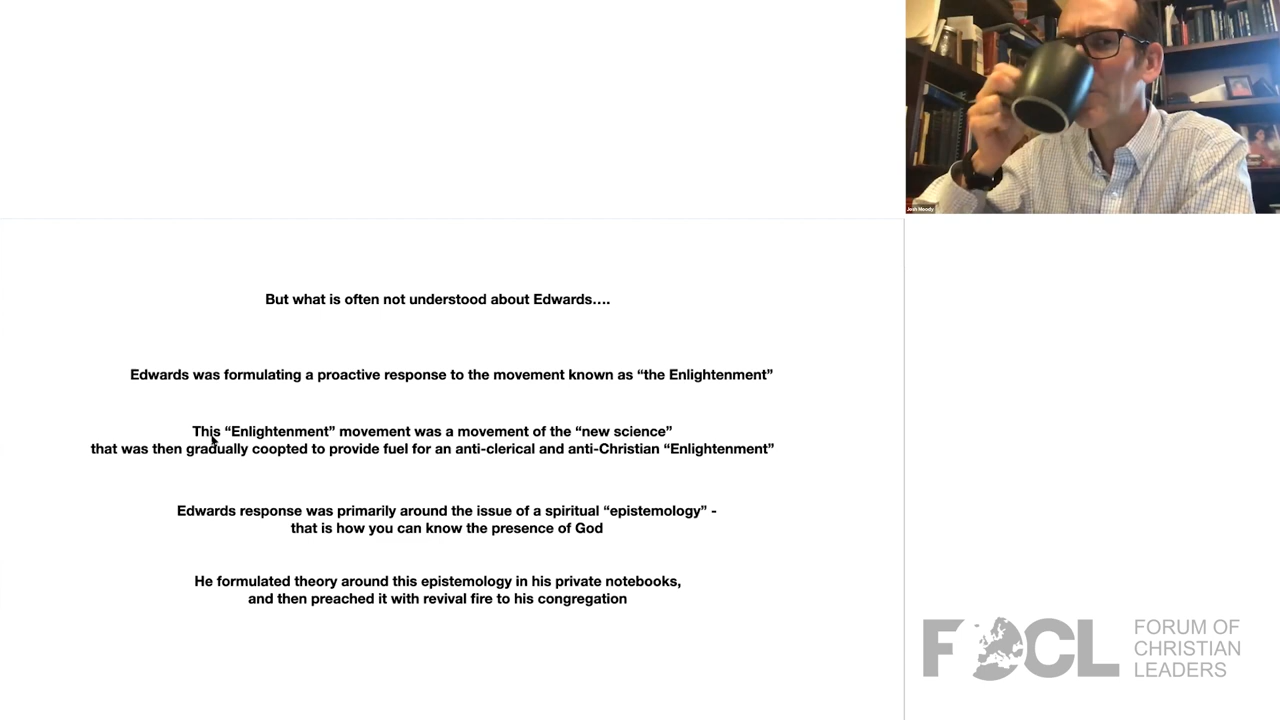 Josh Moody
But what is often not understood about Edwards....
Edwards was formulating a proactive response to the movement known as “the Enlightenment”
This “Enlightenment” movement was a movement of the “new science”
that was then gradually coopted to provide fuel for an anti-clerical and anti-Christian “Enlightenment”
Edwards response was primarily around the issue of a spiritual “epistemology” -
that is how you can know the presence of God
He formulated theory around this epistemology in his private notebooks,
and then preached it with revival fire to his congregation
FOCL
FORUM OF
CHRISTIAN
LEADERS